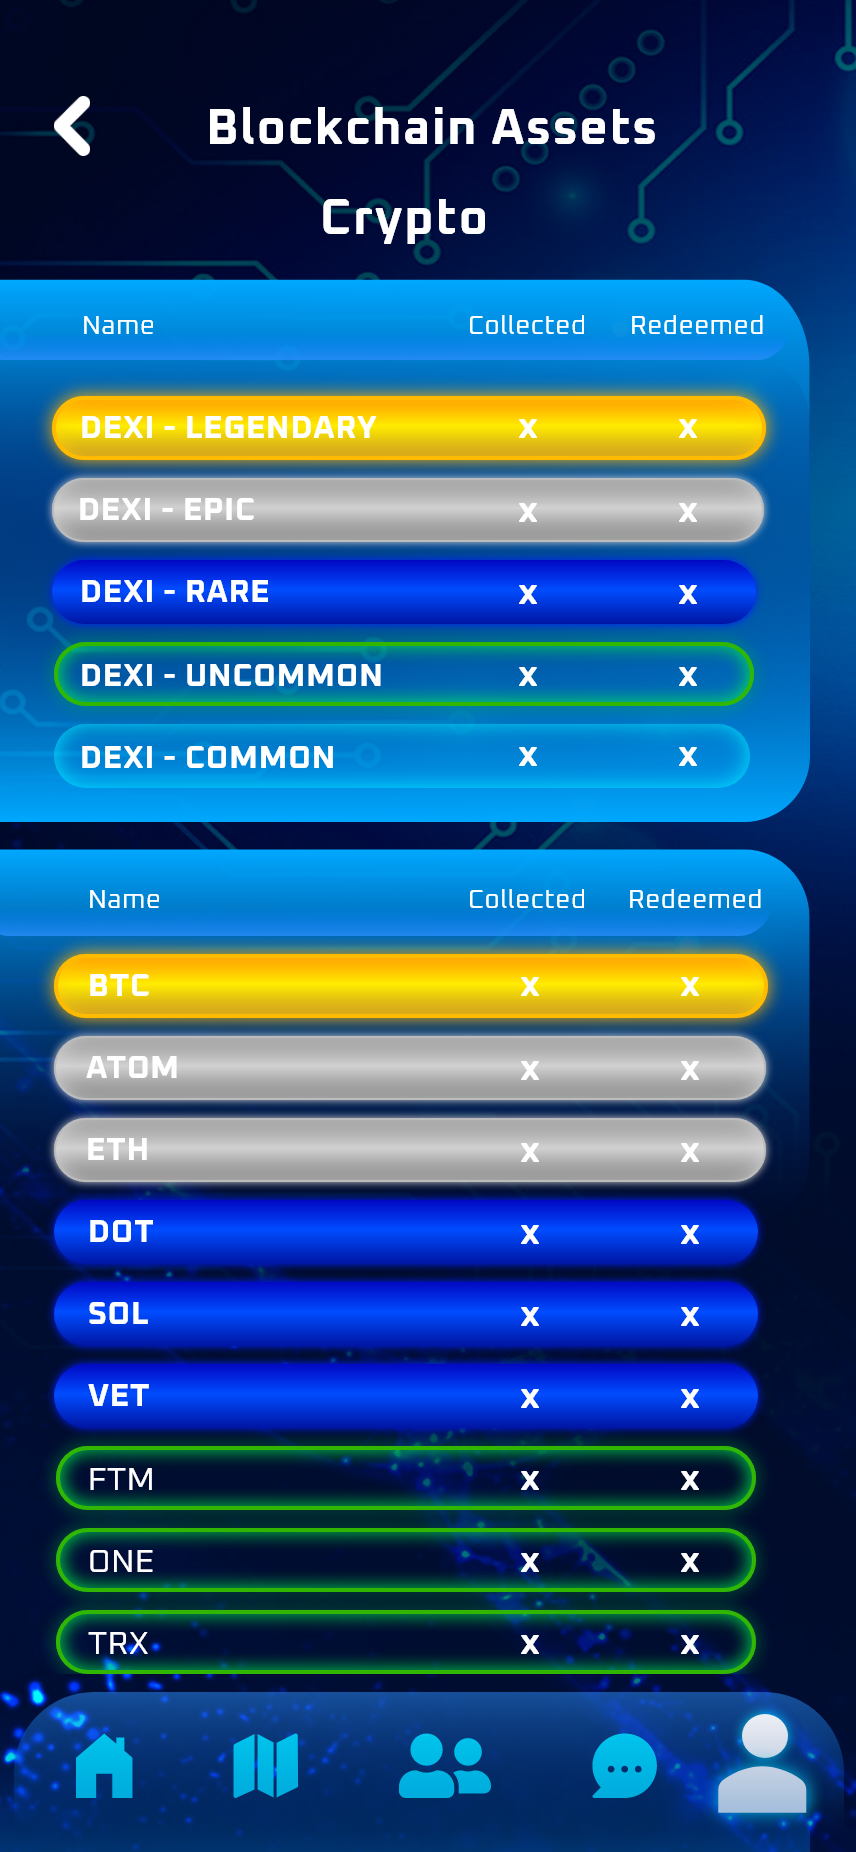 Blockchain Assets
Crypto
Name Collected Redeemed
DEXI - LEGENDARY x x
DEXI - EPIC x x
DEXI - RARE x x
DEXI - UNCOMMON x x
DEXI - COMMON x x
Name Collected Redeemed
BTC x x
ATOM x x
ETH x x
DOT x x
SOL x x
VET x x
FTM x x
ONE x x
TRX x x